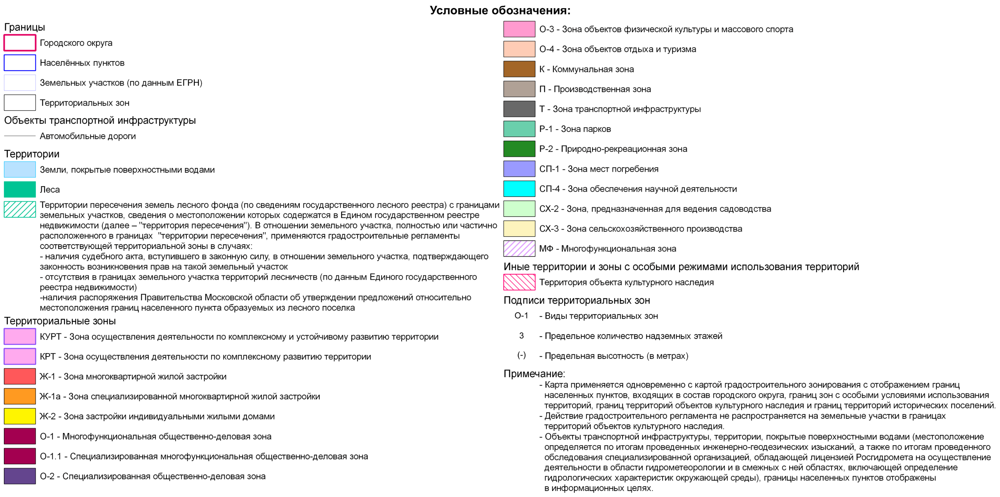 Условные обозначения:
Границы
Городского округа
Населённых пунктов
Земельных участков (по данным ЕГРН)
Территориальных зон
Объекты транспортной инфраструктуры
Автомобильные дороги
Территории
Земли, покрытые поверхностными водами
Леса
Территории пересечения земель лесного фонда (по сведениям государственного лесного реестра) с границами
земельных участков, сведения о местоположении которых содержатся в Едином государственном реестре
недвижимости (далее – "территория пересечения"). В отношении земельного участка, полностью или частично
расположенного в границах "территории пересечения", применяются градостроительные регламенты
соответствующей территориальной зоны в случаях:
- наличия судебного акта, вступившего в законную силу, в отношении земельного участка, подтверждающего
законность возникновения прав на такой земельный участок
- отсутствия в границах земельного участка территорий лесничеств (по данным Единого государственного
реестра недвижимости)
-наличия распоряжения Правительства Московской области об утверждении предложений относительно
местоположения границ населенного пункта образуемых из лесного поселка
Территориальные зоны
КУРТ - Зона осуществления деятельности по комплексному и устойчивому развитию территории
КРТ - Зона осуществления деятельности по комплексному развитию территории
Ж-1 - Зона многоквартирной жилой застройки
Ж-1а - Зона специализированной многоквартирной жилой застройки
Ж-2 - Зона застройки индивидуальными жилыми домами
О-1 - Многофункциональная общественно-деловая зона
О-1.1 - Специализированная многофункциональная общественно-деловая зона
О-2 - Специализированная общественно-деловая зона
О-3 - Зона объектов физической культуры и массового спорта
О-4 - Зона объектов отдыха и туризма
К - Коммунальная зона
П - Производственная зона
Т - Зона транспортной инфраструктуры
Р-1 - Зона парков
Р-2 - Природно-рекреационная зона
СП-1 - Зона мест погребения
СП-4 - Зона обеспечения научной деятельности
СХ-2 - Зона, предназначенная для ведения садоводства
СХ-3 - Зона сельскохозяйственного производства
МФ - Многофункциональная зона
Иные территории и зоны с особыми режимами использования территорий
Территория объекта культурного наследия
Подписи территориальных зон
О-1 - Виды территориальных зон
3 - Предельное количество надземных этажей
(-) - Предельная высотность (в метрах)
Примечание:
- Карта применяется одновременно с картой градостроительного зонирования с отображением границ
населенных пунктов, входящих в состав городского округа, границ зон с особыми условиями использования
территорий, границ территорий объектов культурного наследия и границ территорий исторических поселений.
- Действие градостроительного регламента не распространяется на земельные участки в границах
территорий объектов культурного наследия.
- Объекты транспортной инфраструктуры, территории, покрытые поверхностными водами (местоположение
определяется по итогам проведенных инженерно-геодезических изысканий, а также по итогам проведенного
обследования специализированной организацией, обладающей лицензией Росгидромета на осуществление
деятельности в области гидрометеорологии и в смежных с ней областях, включающей определение
гидрологических характеристик окружающей среды), границы населенных пунктов отображены
в информационных целях.